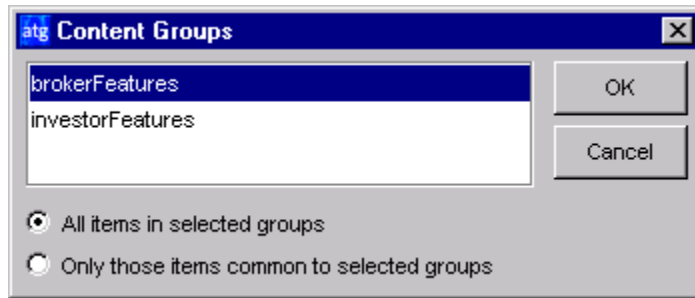 atg Content Groups
brokerFeatures
OK
investorFeatures
Cancel
All items in selected groups
Only those items common to selected groups